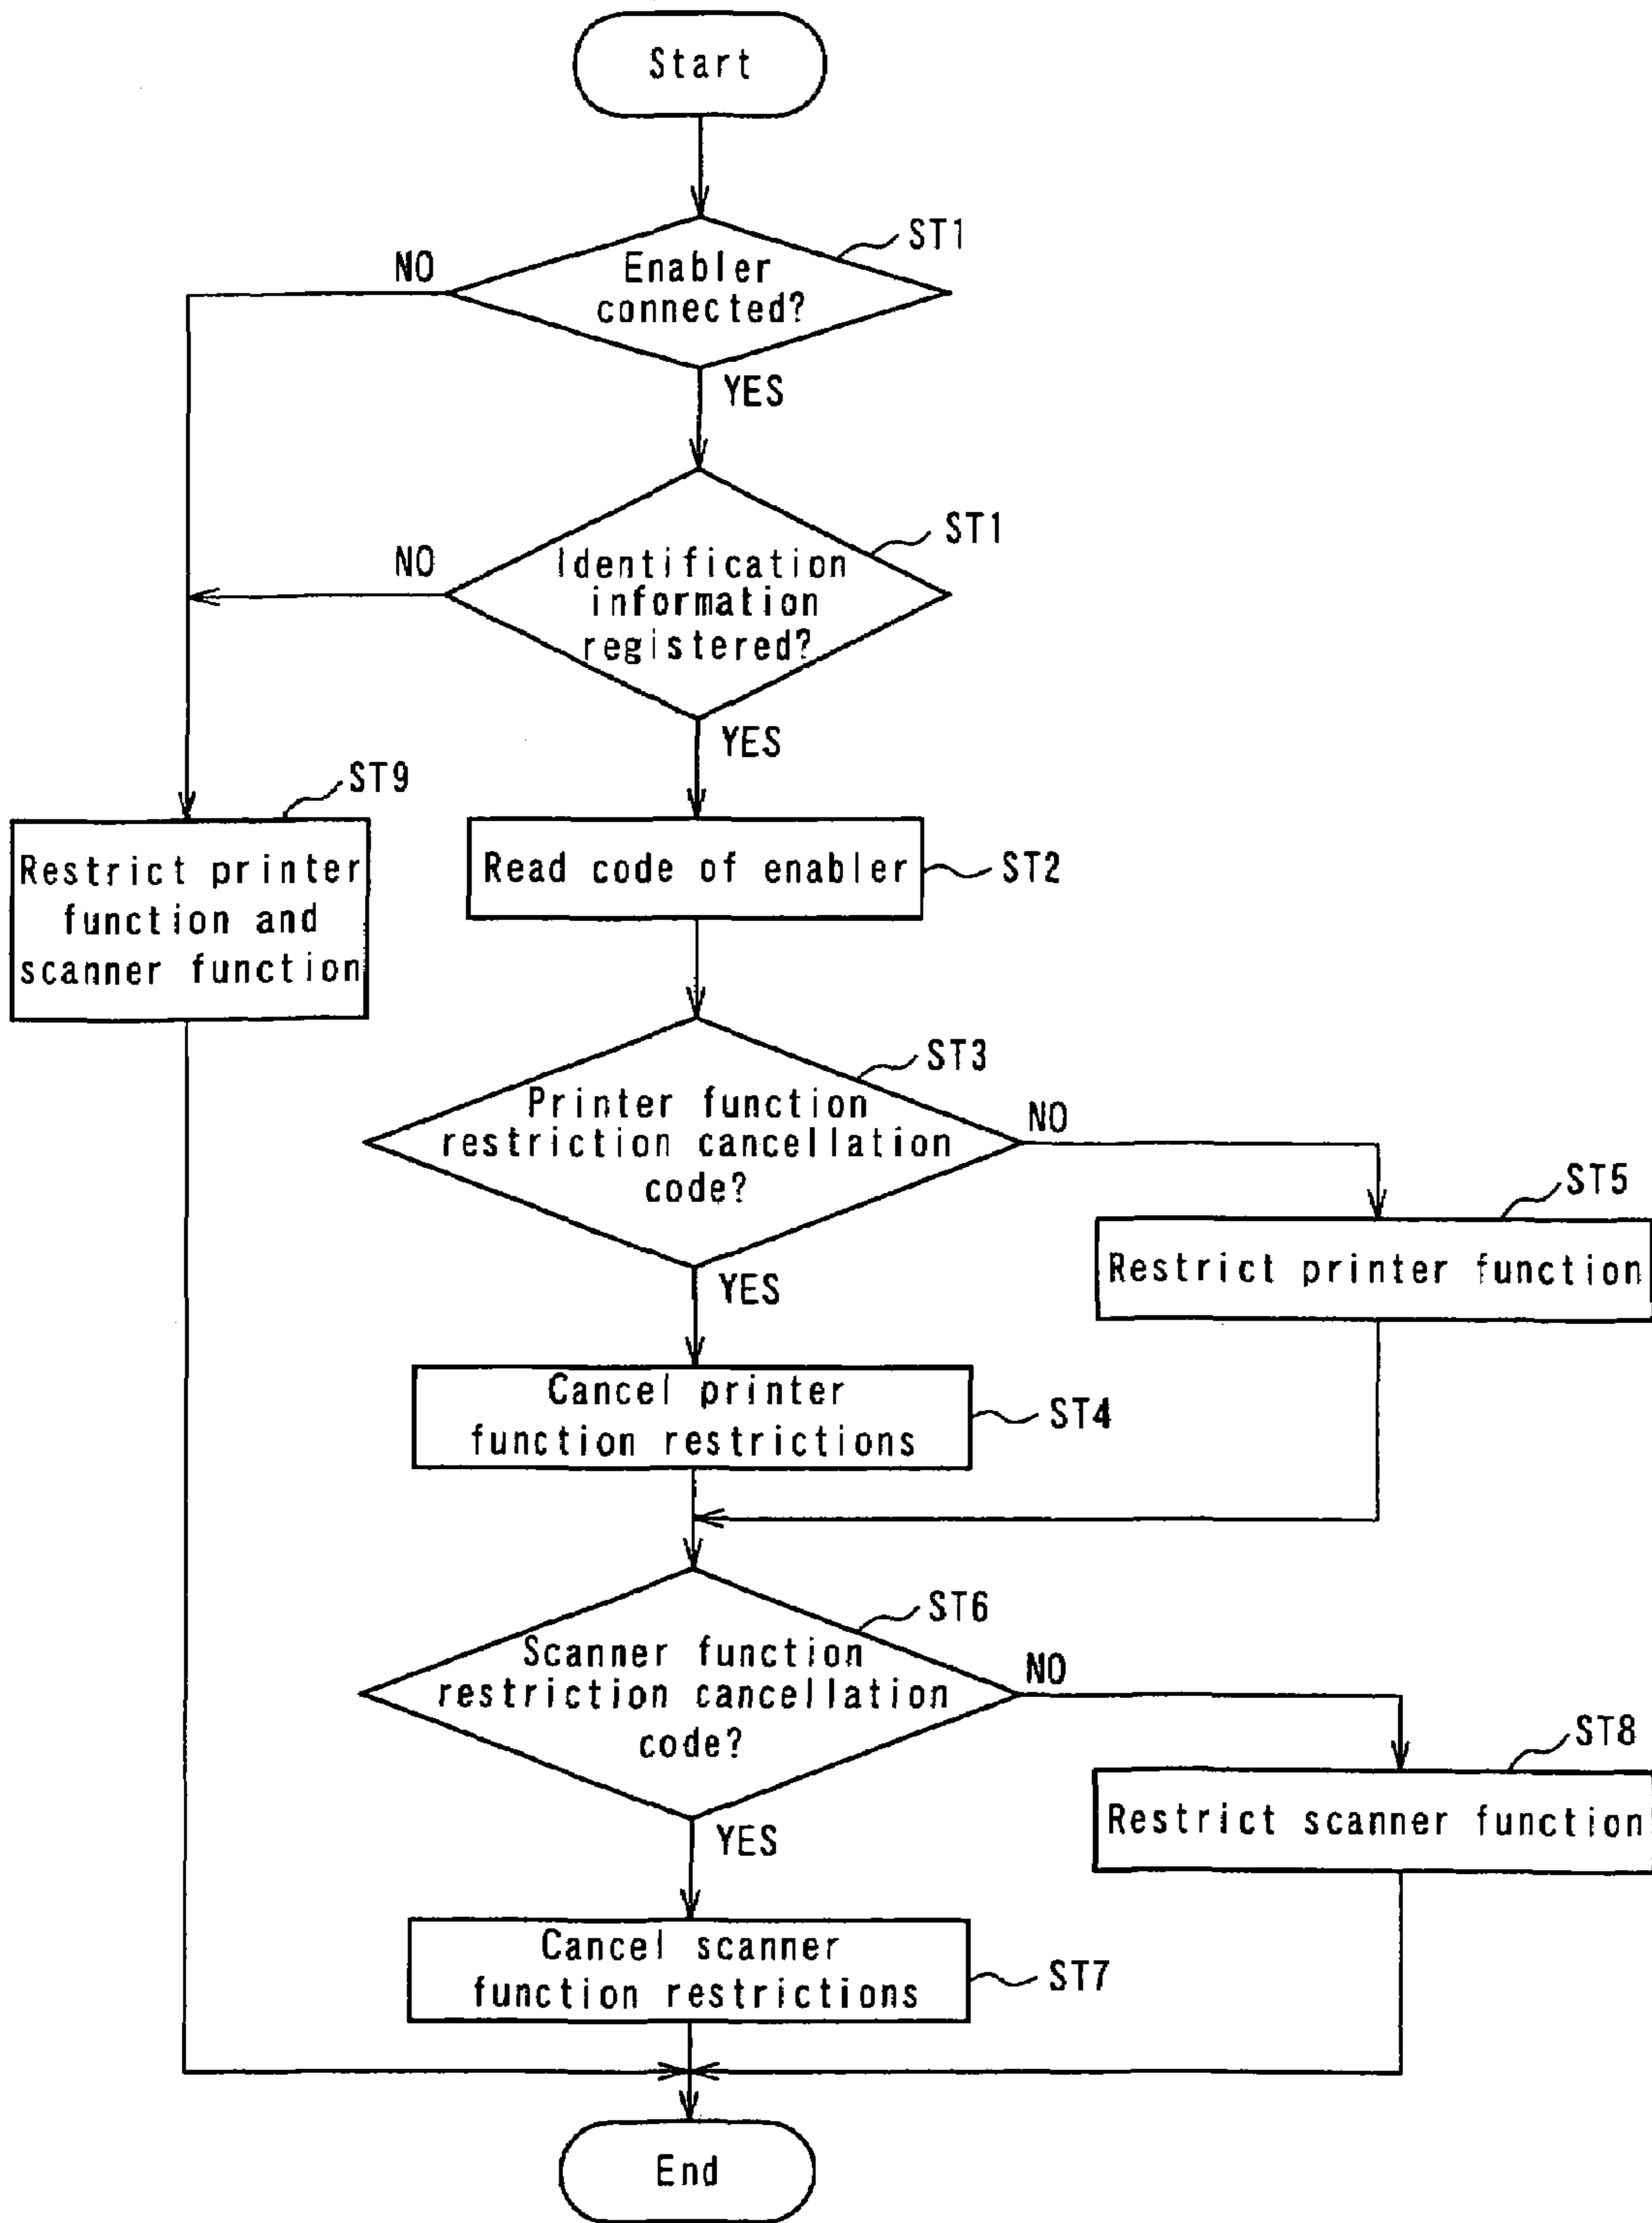 Start
ST1
Enabler
connected?
NO
YES
ST1
Identification
information
registered?
NO
YES
ST9
Restrict printer
function and
scanner function
Read code of enabler
ST2
ST3
Printer function
restriction cancellation
code?
NO
YES
ST5
Restrict printer function
Cancel printer
function restrictions
ST4
ST6
Scanner function
restriction cancellation
code?
NO
YES
ST8
Restrict scanner function
Cancel scanner
function restrictions
ST7
End